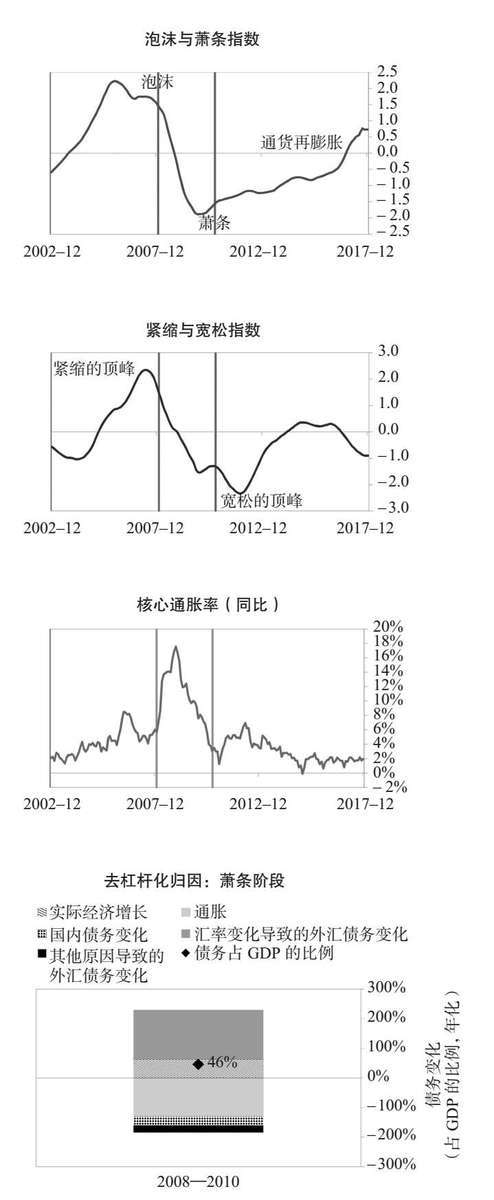 泡沫与萧条指数
泡沫
通货再膨胀
萧条
2.5
2.0
1.5
1.0
0.5
0.0
－0.5
－1.0
－1.5
－2.0
－2.5
2002–12 2007–12 2012–12 2017–12
紧缩与宽松指数
紧缩的顶峰
宽松的顶峰
3.0
2.0
1.0
0.0
－1.0
－2.0
－3.0
2002–12 2007–12 2012–12 2017–12
核心通胀率（同比）
20%
18%
16%
14%
12%
10%
8%
6%
4%
2%
0%
－2%
2002–12 2007–12 2012–12 2017–12
去杠杆化归因：萧条阶段
实际经济增长 通胀
国内债务变化 汇率变化导致的外汇债务变化
其他原因导致的 债务占 GDP 的比例
外汇债务变化
46%
300%
200%
100%
0%
－100%
－200%
－300%
债务变化
（占 GDP 的比例，年化）
2008—2010